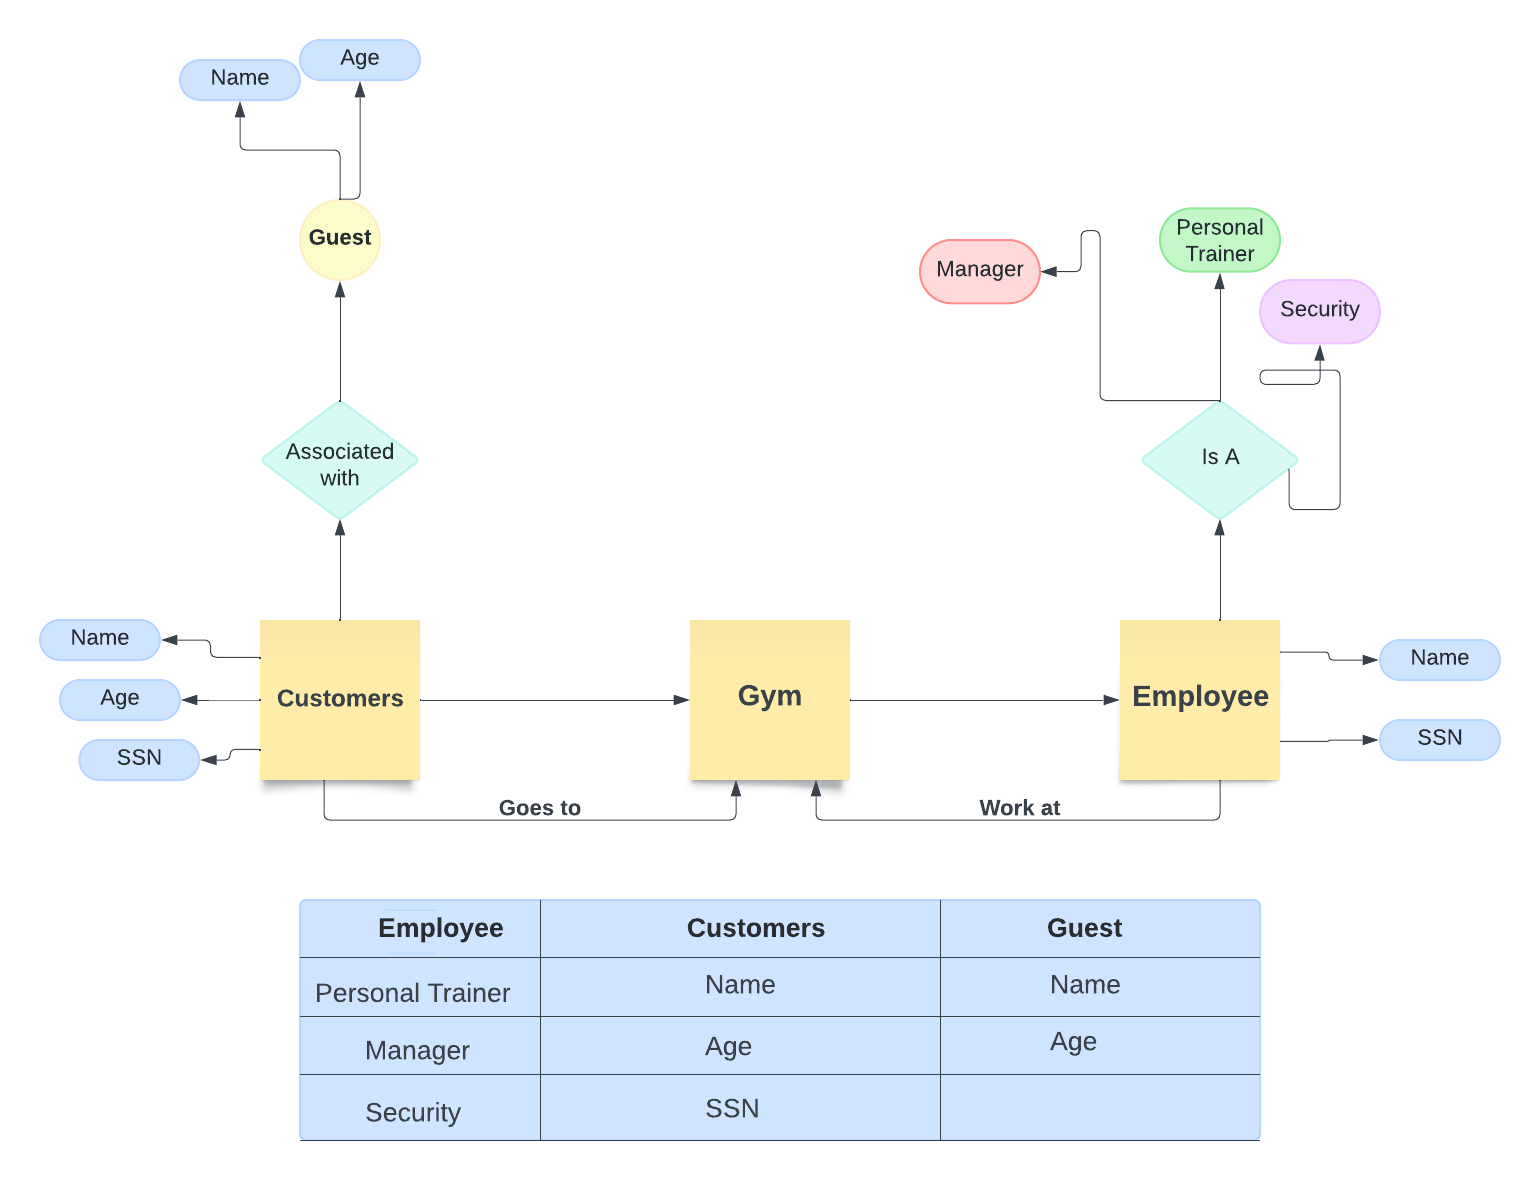 Age
Name
Guest
Personal
Trainer
Manager
Security
Associated
with
Is A
Name
Age
SSN
Customers
Gym
Employee
Name
SSN
Goes to
Work at
Employee Customers Guest
Personal Trainer Name Name
Manager Age Age
Security SSN